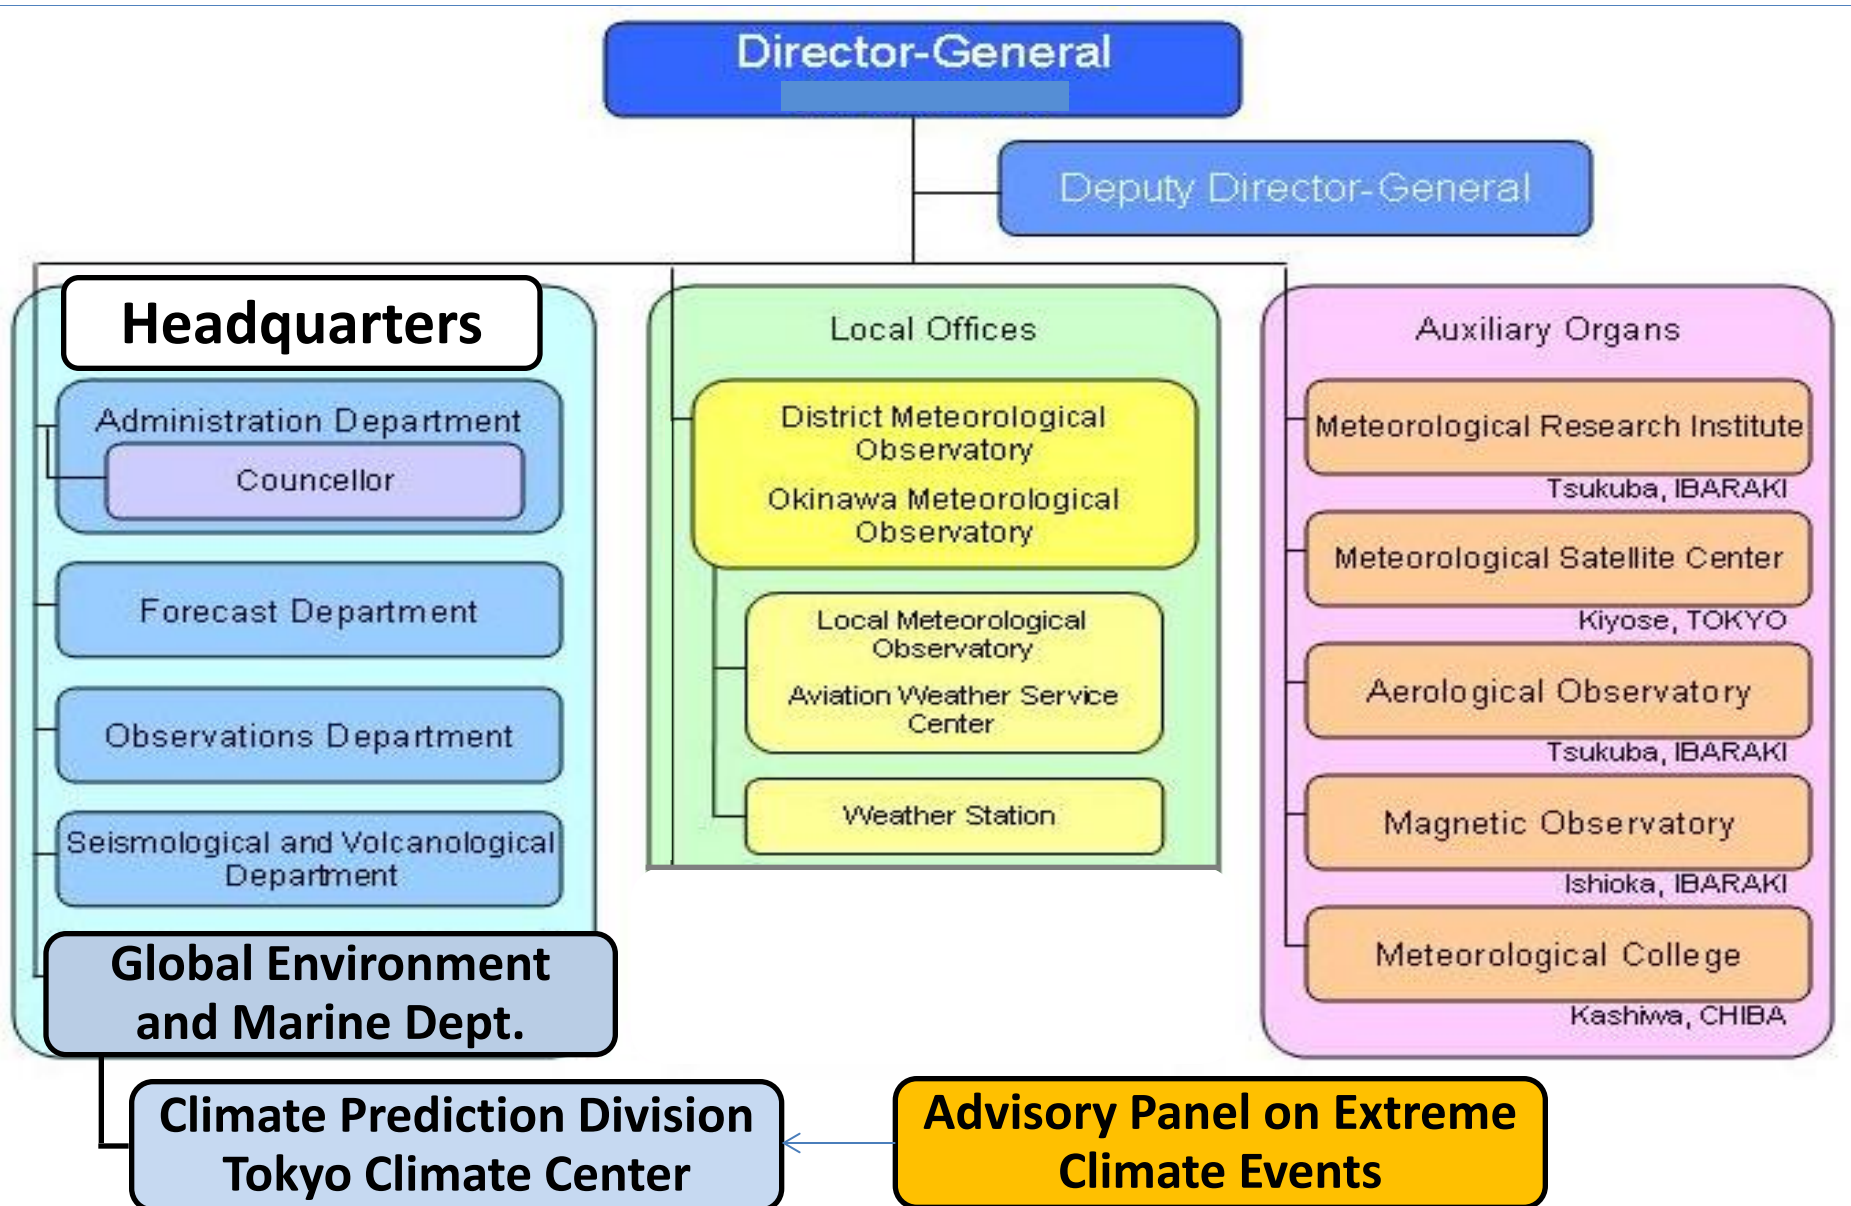 Director-General
Deputy Director-General
Headquarters
Administration Department
Councellor
Forecast Department
Observations Department
Seismological and Volcanological
Department
Global Environment
and Marine Dept.
Climate Prediction Division
Tokyo Climate Center
Local Offices
District Meteorological
Observatory
Okinawa Meteorological
Observatory
Local Meteorological
Observatory
Aviation Weather Service
Center
Weather Station
Auxiliary Organs
Meteorological Research Institute
Tsukuba, IBARAKI
Meteorological Satellite Center
Kiyose, TOKYO
Aerological Observatory
Tsukuba, IBARAKI
Magnetic Observatory
Ishioka, IBARAKI
Meteorological College
Kashiwa, CHIBA
Advisory Panel on Extreme
Climate Events